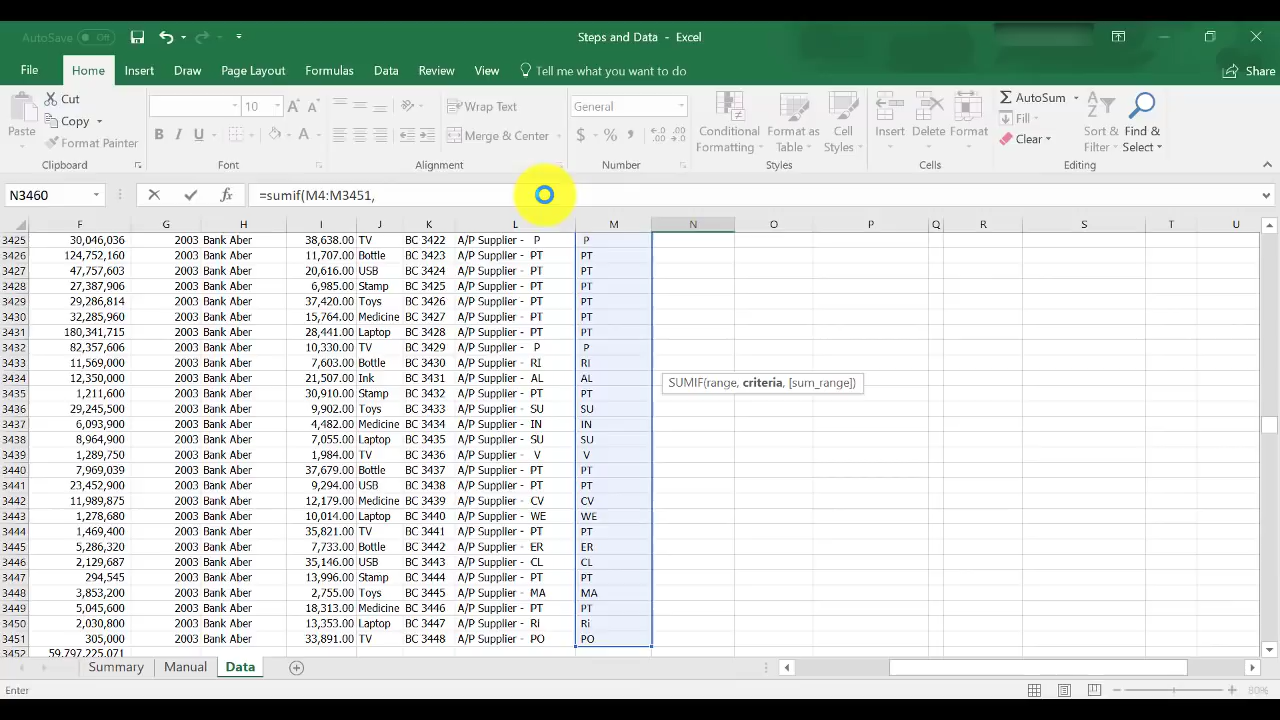 AutoSave Off Steps and Data - Excel
File Home Insert Draw Page Layout Formulas Data Review View Tell me what you want to do Share
Paste Cut Copy Format Painter
10 Wrap Text Merge & Center
General $ % ,
Conditional Formatting Format as Table Cell Styles
Insert Delete Format
AutoSum Fill Clear Sort & Filter Find & Select
Clipboard Font Alignment Number Styles Cells Editing
N3460 fx =sumif(M4:M3451,
F G H I J K L M N O P Q R S T U
3425 30,046,036 2003 Bank Aber 38,638.00 TV BC 3422 A/P Supplier - P P
3426 124,752,160 2003 Bank Aber 11,707.00 Bottle BC 3423 A/P Supplier - PT PT
3427 47,757,603 2003 Bank Aber 20,616.00 USB BC 3424 A/P Supplier - PT PT
3428 27,387,906 2003 Bank Aber 6,985.00 Stamp BC 3425 A/P Supplier - PT PT
3429 29,286,814 2003 Bank Aber 37,420.00 Toys BC 3426 A/P Supplier - PT PT
3430 32,285,960 2003 Bank Aber 15,764.00 Medicine BC 3427 A/P Supplier - PT PT
3431 180,341,715 2003 Bank Aber 28,441.00 Laptop BC 3428 A/P Supplier - PT PT
3432 82,357,606 2003 Bank Aber 10,330.00 TV BC 3429 A/P Supplier - P P
3433 11,569,000 2003 Bank Aber 7,603.00 Bottle BC 3430 A/P Supplier - RI RI
3434 12,350,000 2003 Bank Aber 21,507.00 Ink BC 3431 A/P Supplier - AL AL
SUMIF(range, criteria, [sum_range])
3435 1,211,600 2003 Bank Aber 30,910.00 Stamp BC 3432 A/P Supplier - PT PT
3436 29,245,500 2003 Bank Aber 9,902.00 Toys BC 3433 A/P Supplier - SU SU
3437 6,093,900 2003 Bank Aber 4,482.00 Medicine BC 3434 A/P Supplier - IN IN
3438 8,964,900 2003 Bank Aber 7,055.00 Laptop BC 3435 A/P Supplier - SU SU
3439 1,289,750 2003 Bank Aber 1,984.00 TV BC 3436 A/P Supplier - V V
3440 7,969,039 2003 Bank Aber 37,679.00 Bottle BC 3437 A/P Supplier - PT PT
3441 23,452,900 2003 Bank Aber 9,294.00 USB BC 3438 A/P Supplier - PT PT
3442 11,989,875 2003 Bank Aber 12,179.00 Medicine BC 3439 A/P Supplier - CV CV
3443 1,278,680 2003 Bank Aber 10,014.00 Laptop BC 3440 A/P Supplier - WE WE
3444 1,469,400 2003 Bank Aber 35,821.00 TV BC 3441 A/P Supplier - PT PT
3445 5,286,320 2003 Bank Aber 7,733.00 Bottle BC 3442 A/P Supplier - ER ER
3446 2,129,687 2003 Bank Aber 35,146.00 USB BC 3443 A/P Supplier - CL CL
3447 294,545 2003 Bank Aber 13,996.00 Stamp BC 3444 A/P Supplier - PT PT
3448 3,853,200 2003 Bank Aber 2,755.00 Toys BC 3445 A/P Supplier - MA MA
3449 5,045,600 2003 Bank Aber 18,313.00 Medicine BC 3446 A/P Supplier - PT PT
3450 2,030,800 2003 Bank Aber 13,353.00 Laptop BC 3447 A/P Supplier - RI Ri
3451 305,000 2003 Bank Aber 33,891.00 TV BC 3448 A/P Supplier - PO PO
3452 59,797,225,071
Summary Manual Data
Enter 80%